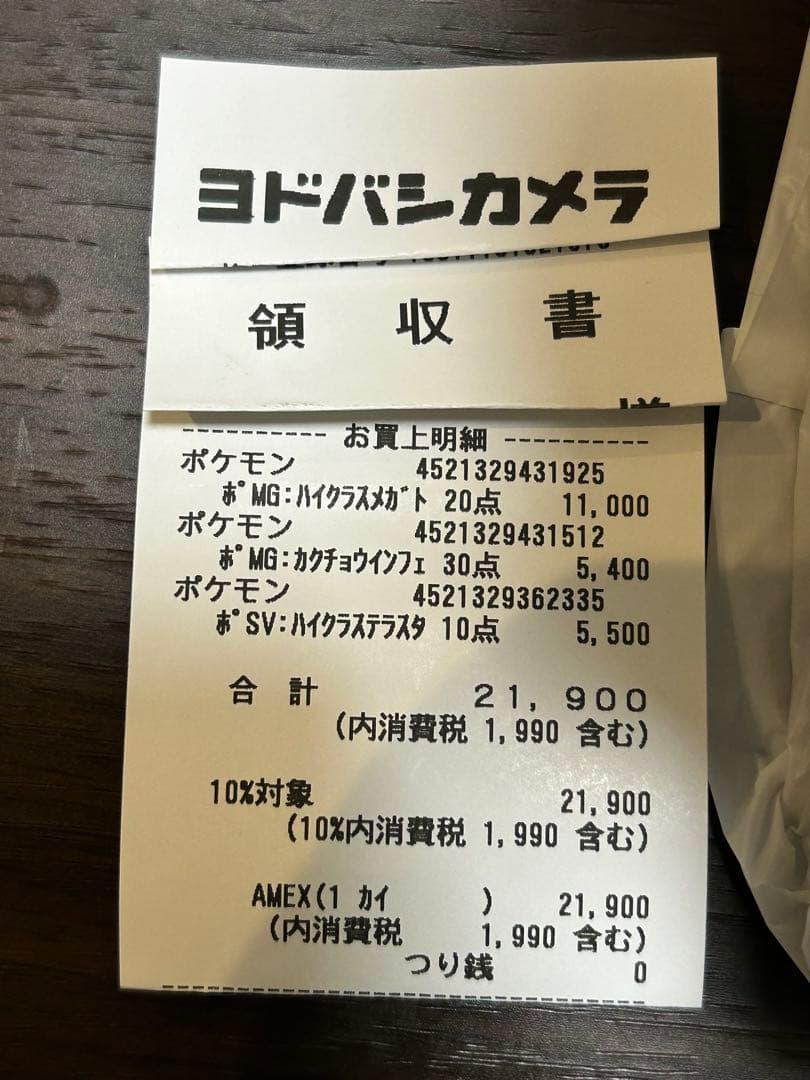 ヨドバシカメラ
領 収 書
---------- お買上明細 ----------
ポケモン 4521329431925
ﾎﾟMG:ﾊｲｸﾗｽﾒｶﾞﾄ 20点 11,000
ポケモン 4521329431512
ﾎﾟMG:ｶｸﾁｮｳｲﾝﾌｪ 30点 5,400
ポケモン 4521329362335
ﾎﾟSV:ﾊｲｸﾗｽﾃﾗｽﾀ 10点 5,500
合 計 21,900
(内消費税 1,990 含む)
10%対象 21,900
(10%内消費税 1,990 含む)
AMEX(1 ｶｲ ) 21,900
(内消費税 1,990 含む)
つり銭 0